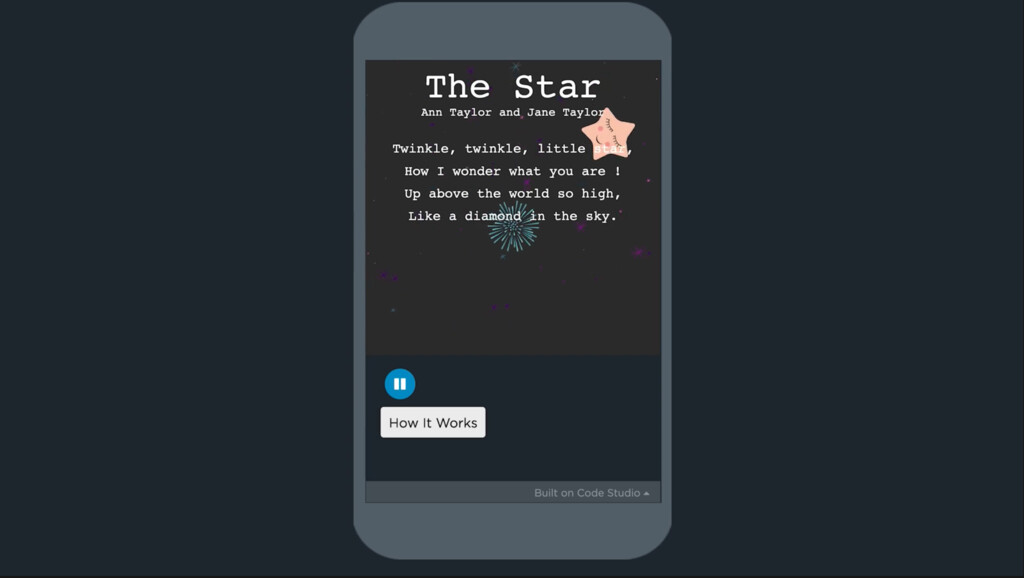 The Star
Ann Taylor and Jane Taylor
Twinkle, twinkle, little star,
How I wonder what you are !
Up above the world so high,
Like a diamond in the sky.
How It Works
Built on Code Studio